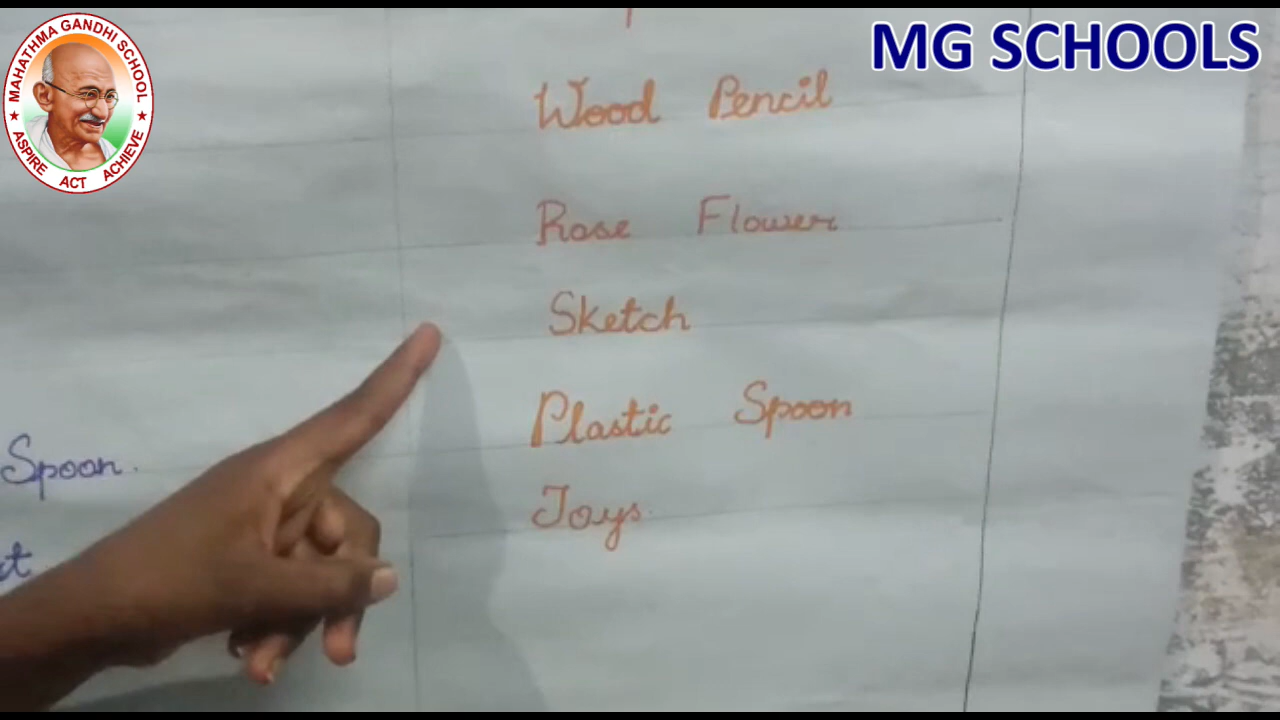 MAHATHMA GANDHI SCHOOL
ASPIRE ACT ACHIEVE
MG SCHOOLS
Wood Pencil
Rose Flower
Sketch
Plastic Spoon
Spoon.
Toys.